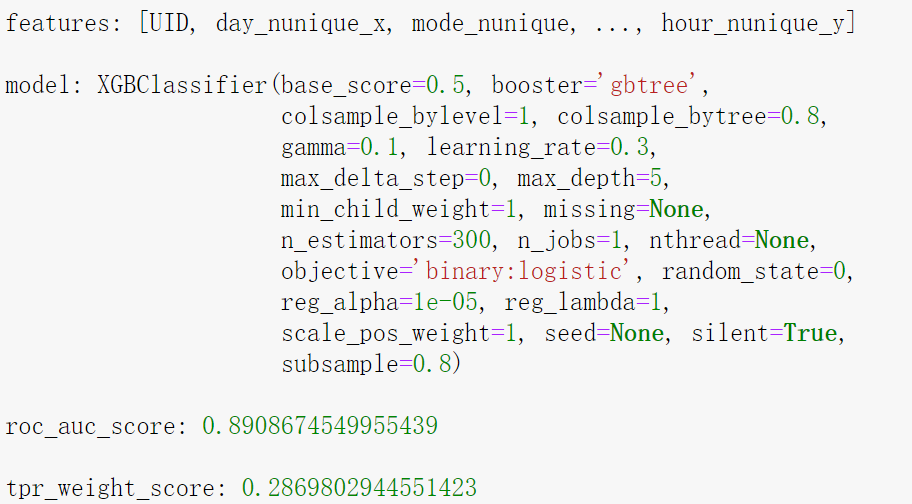 features: [UID, day_nunique_x, mode_nunique, ..., hour_nunique_y]
model: XGBClassifier(base_score=0.5, booster='gbtree',
colsample_bylevel=1, colsample_bytree=0.8,
gamma=0.1, learning_rate=0.3,
max_delta_step=0, max_depth=5,
min_child_weight=1, missing=None,
n_estimators=300, n_jobs=1, nthread=None,
objective='binary:logistic', random_state=0,
reg_alpha=1e-05, reg_lambda=1,
scale_pos_weight=1, seed=None, silent=True,
subsample=0.8)
roc_auc_score: 0.8908674549955439
tpr_weight_score: 0.2869802944551423